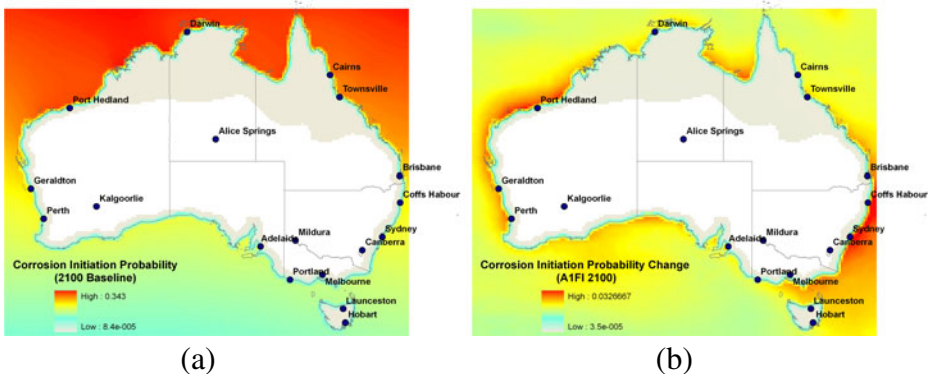 Darwin
Cairns
Townsville
Port Hedland
Alice Springs
Brisbane
Geraldton
Coffs Habour
Kalgoorlie
Perth
Sydney
Mildura
Adelaide
Canberra
Corrosion Initiation Probability
(2100 Baseline)
Portland
Melbourne
High : 0.343
Launceston
Low : 8.4e-005
Hobart
(a)
Darwin
Cairns
Townsville
Port Hedland
Alice Springs
Brisbane
Geraldton
Coffs Habour
Kalgoorlie
Perth
Sydney
Mildura
Adelaide
Canberra
Corrosion Initiation Probability Change
(A1FI 2100)
Portland
Melbourne
High : 0.0326667
Launceston
Low : 3.5e-005
Hobart
(b)